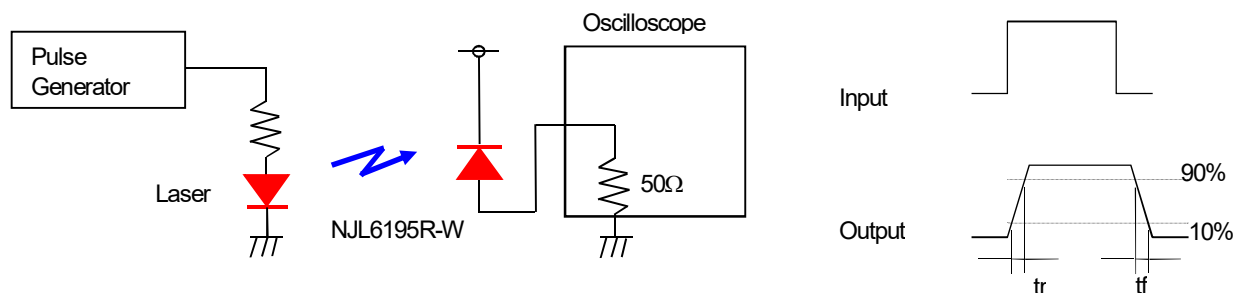 Oscilloscope
Pulse
Generator
Input
Laser
50Ω
NJL6195R-W
90%
Output
10%
tr
tf